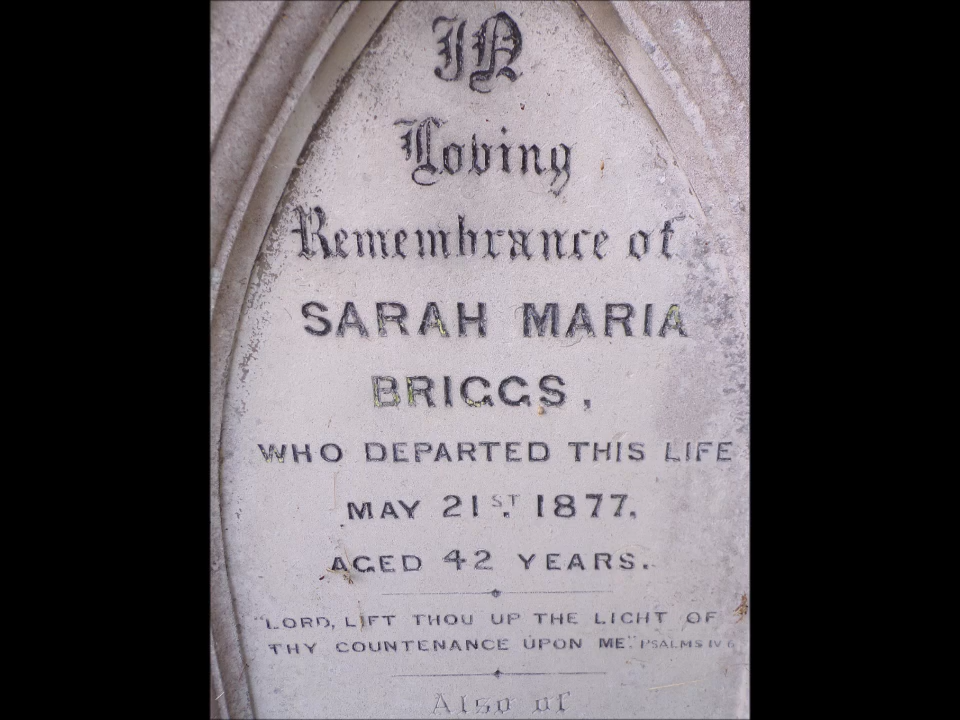 IN
Loving
Remembrance of
SARAH MARIA
BRIGGS,
WHO DEPARTED THIS LIFE
MAY 21ST. 1877.
AGED 42 YEARS.
"LORD, LIFT THOU UP THE LIGHT OF
THY COUNTENANCE UPON ME." PSALMS IV 6
Also of